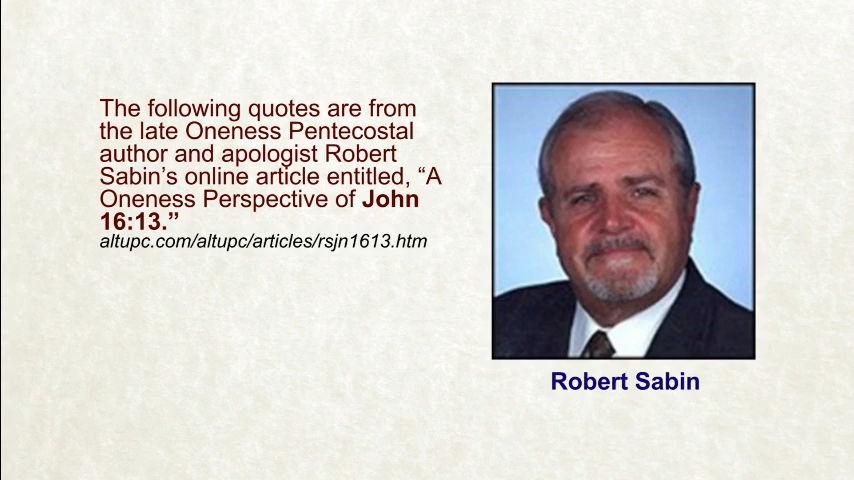 The following quotes are from
the late Oneness Pentecostal
author and apologist Robert
Sabin’s online article entitled, “A
Oneness Perspective of John
16:13.”
altupc.com/altupc/articles/rsjn1613.htm
Robert Sabin